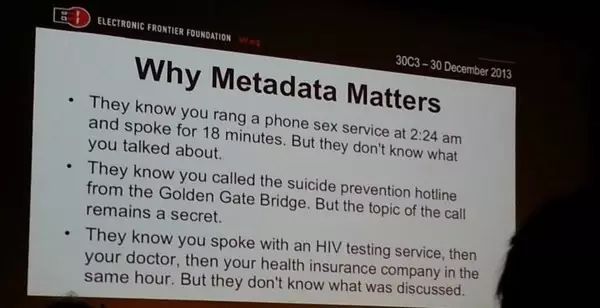 ELECTRONIC FRONTIER FOUNDATION
30C3 – 30 December 2013
Why Metadata Matters
• They know you rang a phone sex service at 2:24 am
and spoke for 18 minutes. But they don't know what
you talked about.
• They know you called the suicide prevention hotline
from the Golden Gate Bridge. But the topic of the call
remains a secret.
• They know you spoke with an HIV testing service, then
your doctor, then your health insurance company in the
same hour. But they don't know what was discussed.